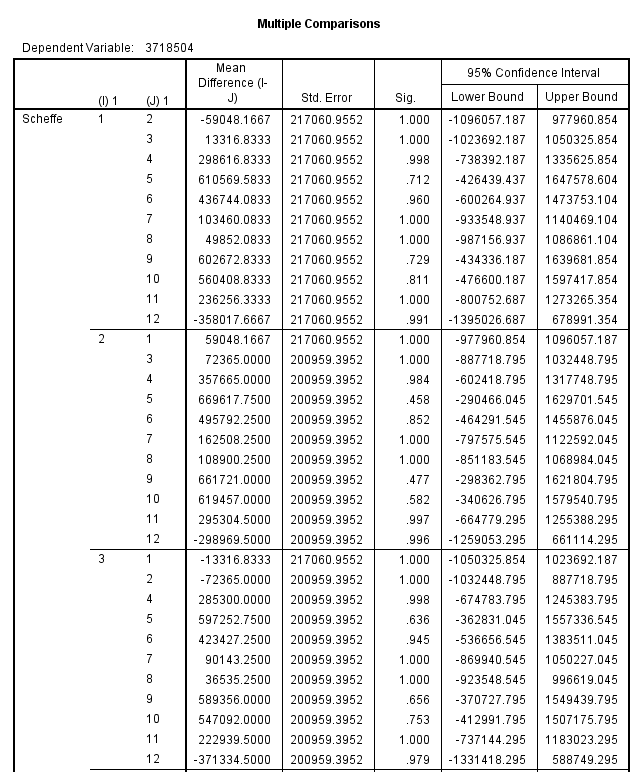 Multiple Comparisons
Dependent Variable: 3718504
(I) 1 (J) 1 Mean Difference (I-J) Std. Error Sig. 95% Confidence Interval
Lower Bound Upper Bound
Scheffe 1 2 -59048.1667 217060.9552 1.000 -1096057.187 977960.854
3 13316.8333 217060.9552 1.000 -1023692.187 1050325.854
4 298616.8333 217060.9552 .998 -738392.187 1335625.854
5 610569.5833 217060.9552 .712 -426439.437 1647578.604
6 436744.0833 217060.9552 .960 -600264.937 1473753.104
7 103460.0833 217060.9552 1.000 -933548.937 1140469.104
8 49852.0833 217060.9552 1.000 -987156.937 1086861.104
9 602672.8333 217060.9552 .729 -434336.187 1639681.854
10 560408.8333 217060.9552 .811 -476600.187 1597417.854
11 236256.3333 217060.9552 1.000 -800752.687 1273265.354
12 -358017.6667 217060.9552 .991 -1395026.687 678991.354
2 1 59048.1667 217060.9552 1.000 -977960.854 1096057.187
3 72365.0000 200959.3952 1.000 -887718.795 1032448.795
4 357665.0000 200959.3952 .984 -602418.795 1317748.795
5 669617.7500 200959.3952 .458 -290466.045 1629701.545
6 495792.2500 200959.3952 .852 -464291.545 1455876.045
7 162508.2500 200959.3952 1.000 -797575.545 1122592.045
8 108900.2500 200959.3952 1.000 -851183.545 1068984.045
9 661721.0000 200959.3952 .477 -298362.795 1621804.795
10 619457.0000 200959.3952 .582 -340626.795 1579540.795
11 295304.5000 200959.3952 .997 -664779.295 1255388.295
12 -298969.5000 200959.3952 .996 -1259053.295 661114.295
3 1 -13316.8333 217060.9552 1.000 -1050325.854 1023692.187
2 -72365.0000 200959.3952 1.000 -1032448.795 887718.795
4 285300.0000 200959.3952 .998 -674783.795 1245383.795
5 597252.7500 200959.3952 .636 -362831.045 1557336.545
6 423427.2500 200959.3952 .945 -536656.545 1383511.045
7 90143.2500 200959.3952 1.000 -869940.545 1050227.045
8 36535.2500 200959.3952 1.000 -923548.545 996619.045
9 589356.0000 200959.3952 .656 -370727.795 1549439.795
10 547092.0000 200959.3952 .753 -412991.795 1507175.795
11 222939.5000 200959.3952 1.000 -737144.295 1183023.295
12 -371334.5000 200959.3952 .979 -1331418.295 588749.295